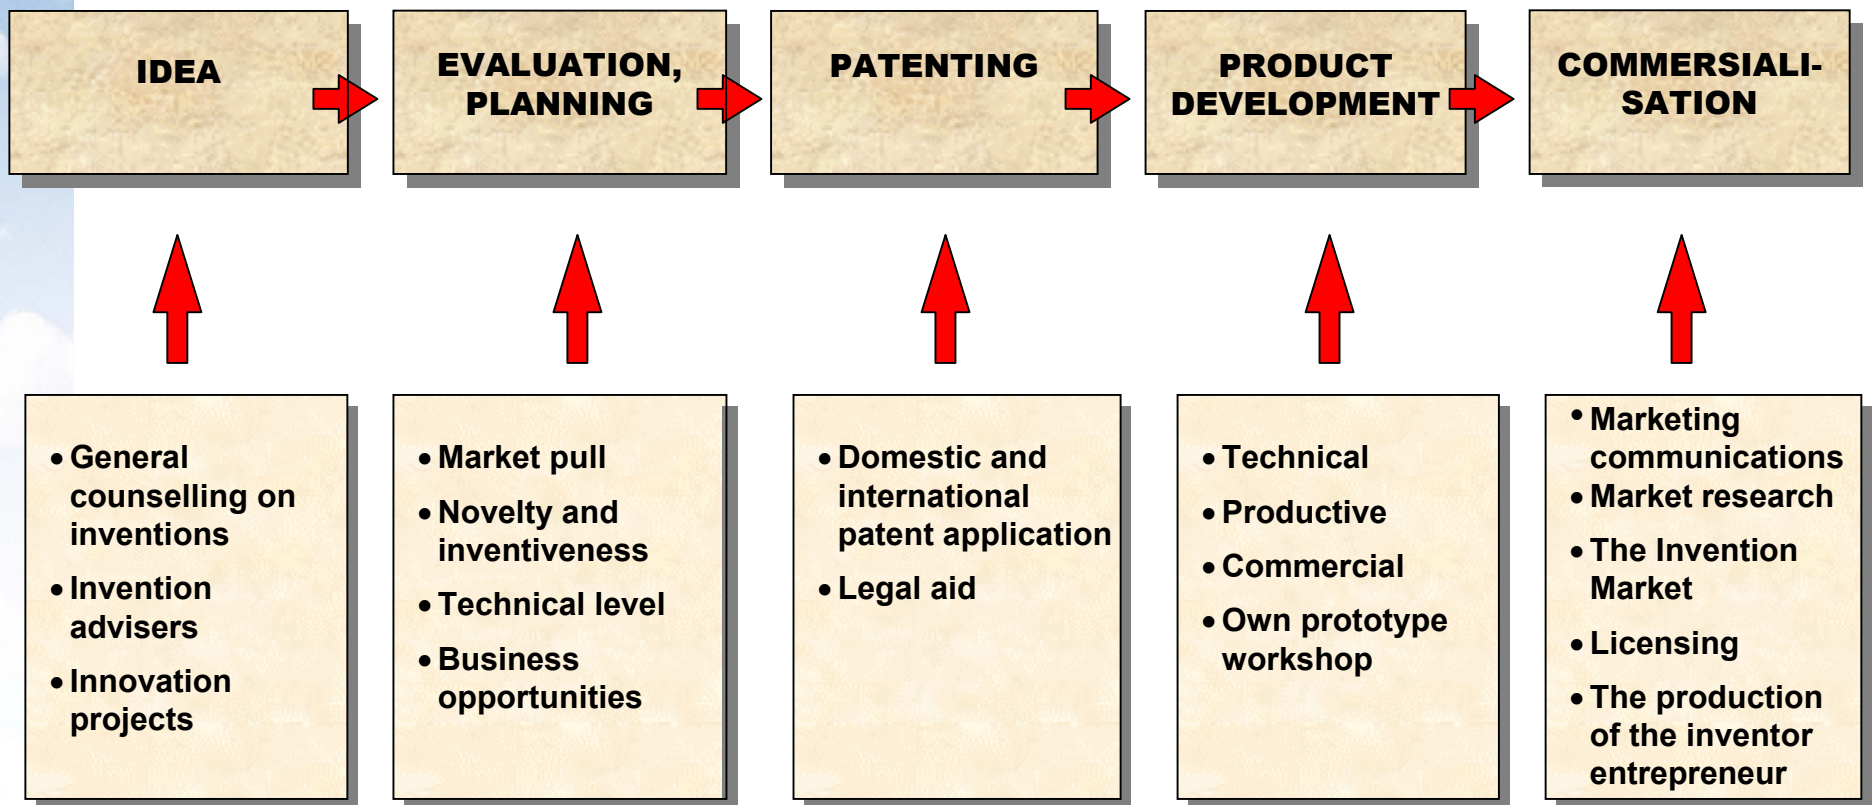 IDEA
EVALUATION,
PLANNING
PATENTING
PRODUCT
DEVELOPMENT
COMMERSIALI-
SATION
• General
counselling on
inventions
• Invention
advisers
• Innovation
projects
• Market pull
• Novelty and
inventiveness
• Technical level
• Business
opportunities
• Domestic and
international
patent application
• Legal aid
• Technical
• Productive
• Commercial
• Own prototype
workshop
• Marketing
communications
• Market research
• The Invention
Market
• Licensing
• The production
of the inventor
entrepreneur